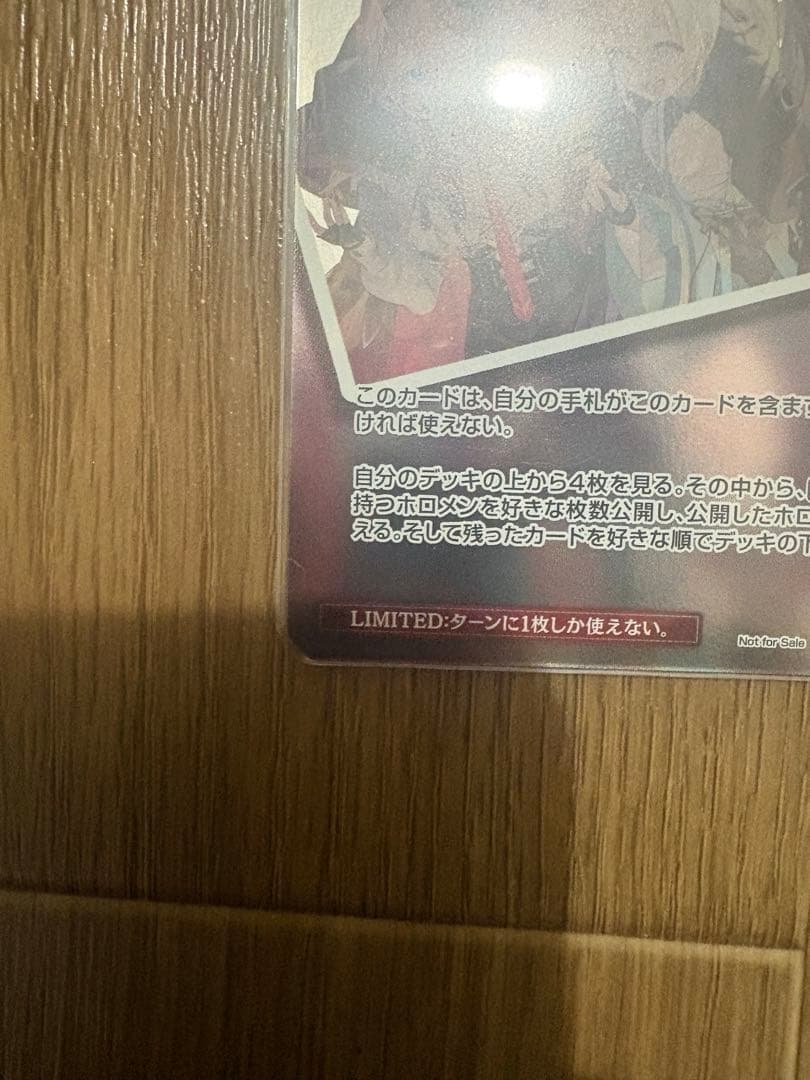 このカードは、自分の手札がこのカードを含まず
ければ使えない。
自分のデッキの上から4枚を見る。その中から、
持つホロメンを好きな枚数公開し、公開したホロ
える。そして残ったカードを好きな順でデッキの下
LIMITED:ターンに1枚しか使えない。
Not for Sale